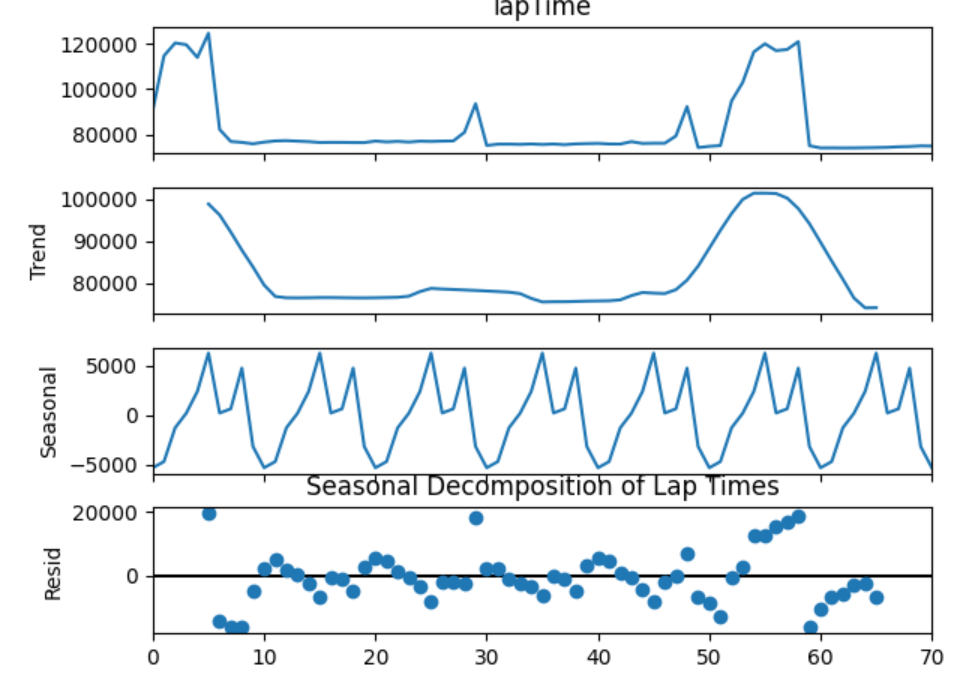 lapTime
120000
100000
80000
Trend
100000
90000
80000
Seasonal
5000
0
−5000
Seasonal Decomposition of Lap Times
Resid
20000
0
0 10 20 30 40 50 60 70